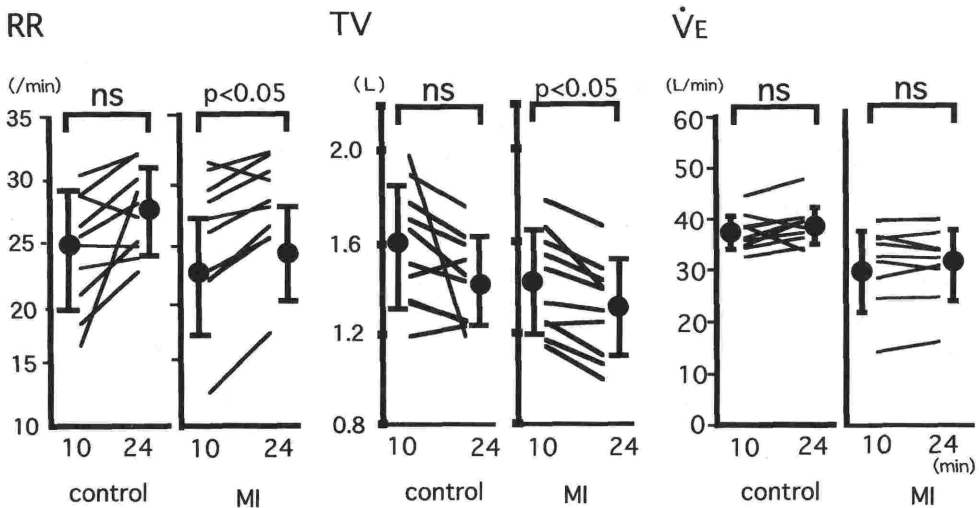 RR TV V̇E
(/min) (L) (L/min)
ns p<0.05 ns p<0.05 ns ns
35 60
2.0 50
30 40
25 1.6 30
20 1.2 20
15 10
10 0.8 0
10 24 10 24 10 24 10 24 10 24 10 24
(min)
control MI control MI control MI